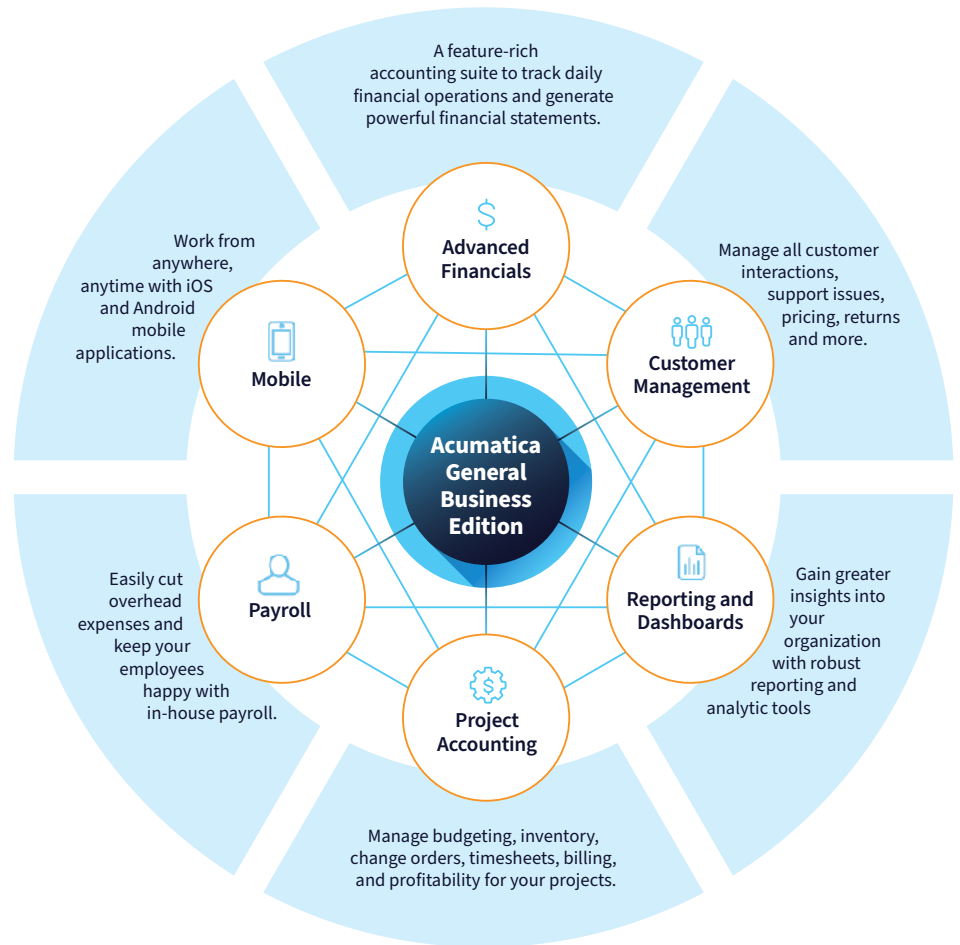 A feature-rich
accounting suite to track daily
financial operations and generate
powerful financial statements.
$
Advanced
Financials
Work from
anywhere,
anytime with iOS
and Android
mobile
applications.
Mobile
Manage all customer
interactions,
support issues,
pricing, returns
and more.
Customer
Management
Acumatica
General
Business
Edition
Easily cut
overhead
expenses and
keep your
employees
happy with
in-house payroll.
Payroll
Gain greater
insights into
your
organization
with robust
reporting and
analytic tools
Reporting and
Dashboards
$
Project
Accounting
Manage budgeting, inventory,
change orders, timesheets, billing,
and profitability for your projects.